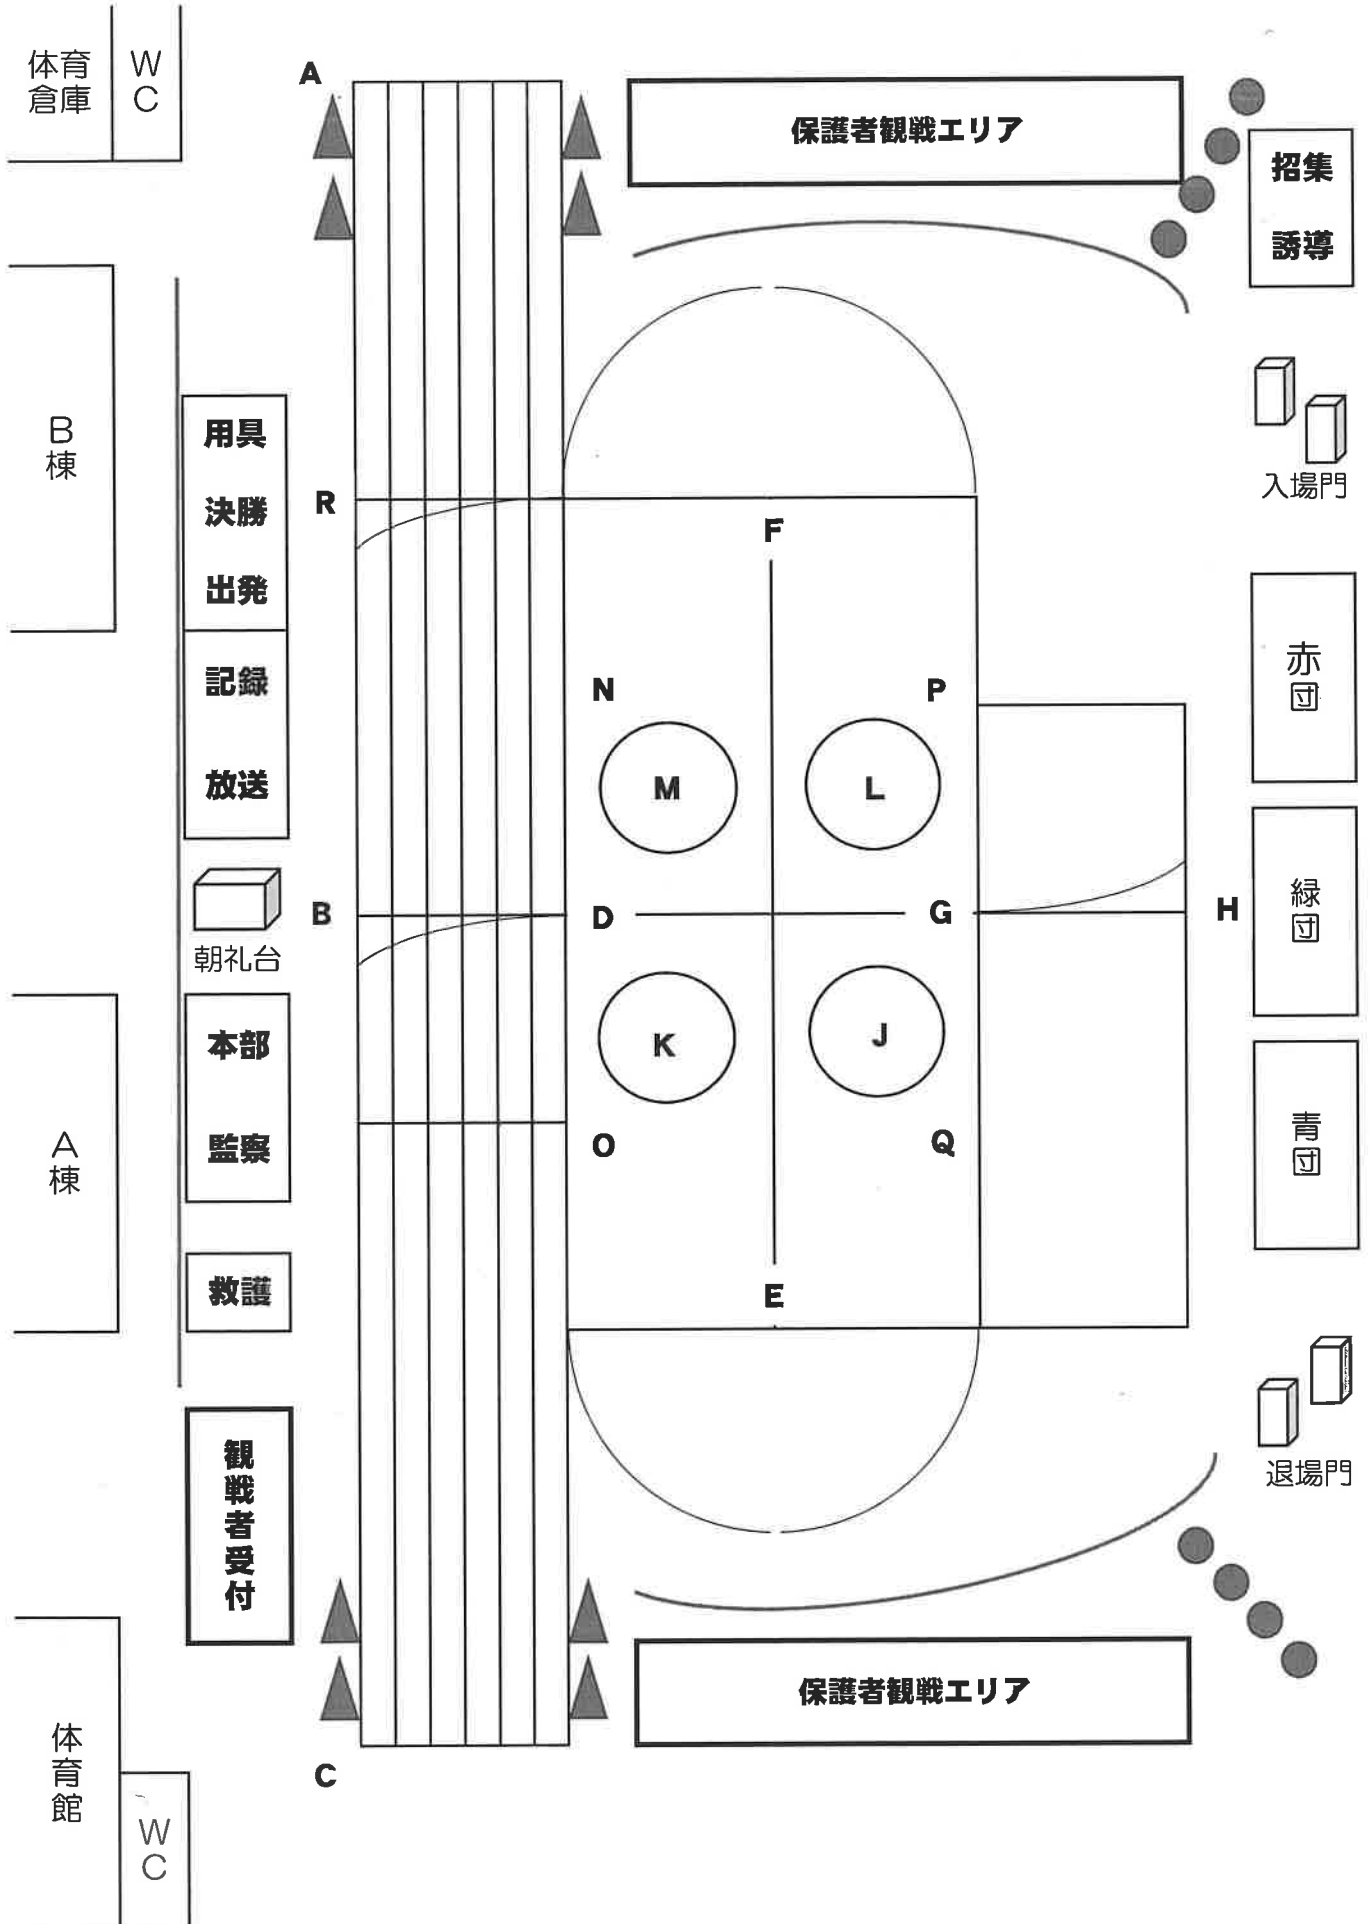 体育
倉庫
W
C
A
保護者観戦エリア
招集
誘導
入場門
B
棟
用具
決勝
出発
記録
放送
R
F
N
P
M
L
赤
団
B
D
G
H
緑
団
朝礼台
K
J
本部
監察
A
棟
O
Q
青
団
救護
E
退場門
観
戦
者
受
付
保護者観戦エリア
C
体
育
館
W
C